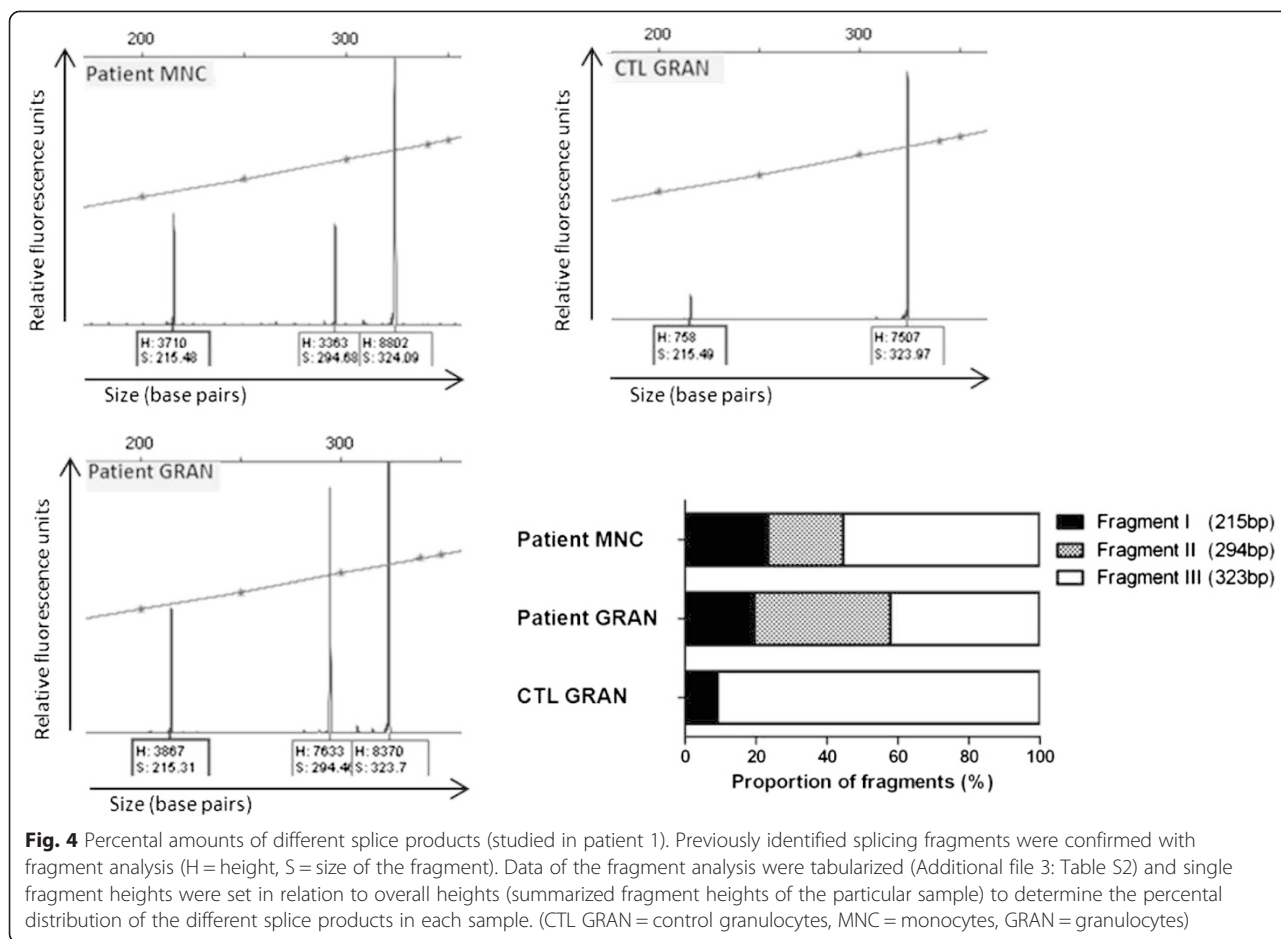 200 300
Patient MNC
Relative fluorescence units
H: 3710
S: 215.48
H: 3363
S: 294.68
H: 8802
S: 324.09
Size (base pairs)
200 300
CTL GRAN
Relative fluorescence units
H: 758
S: 215.49
H: 7507
S: 323.97
Size (base pairs)
200 300
Patient GRAN
Relative fluorescence units
H: 3867
S: 215.31
H: 7633
S: 294.46
H: 8370
S: 323.7
Size (base pairs)
Patient MNC
Patient GRAN
CTL GRAN
0 20 40 60 80 100
Proportion of fragments (%)
Fragment I (215bp)
Fragment II (294bp)
Fragment III (323bp)
Fig. 4 Percental amounts of different splice products (studied in patient 1). Previously identified splicing fragments were confirmed with
fragment analysis (H = height, S = size of the fragment). Data of the fragment analysis were tabularized (Additional file 3: Table S2) and single
fragment heights were set in relation to overall heights (summarized fragment heights of the particular sample) to determine the percental
distribution of the different splice products in each sample. (CTL GRAN = control granulocytes, MNC = monocytes, GRAN = granulocytes)